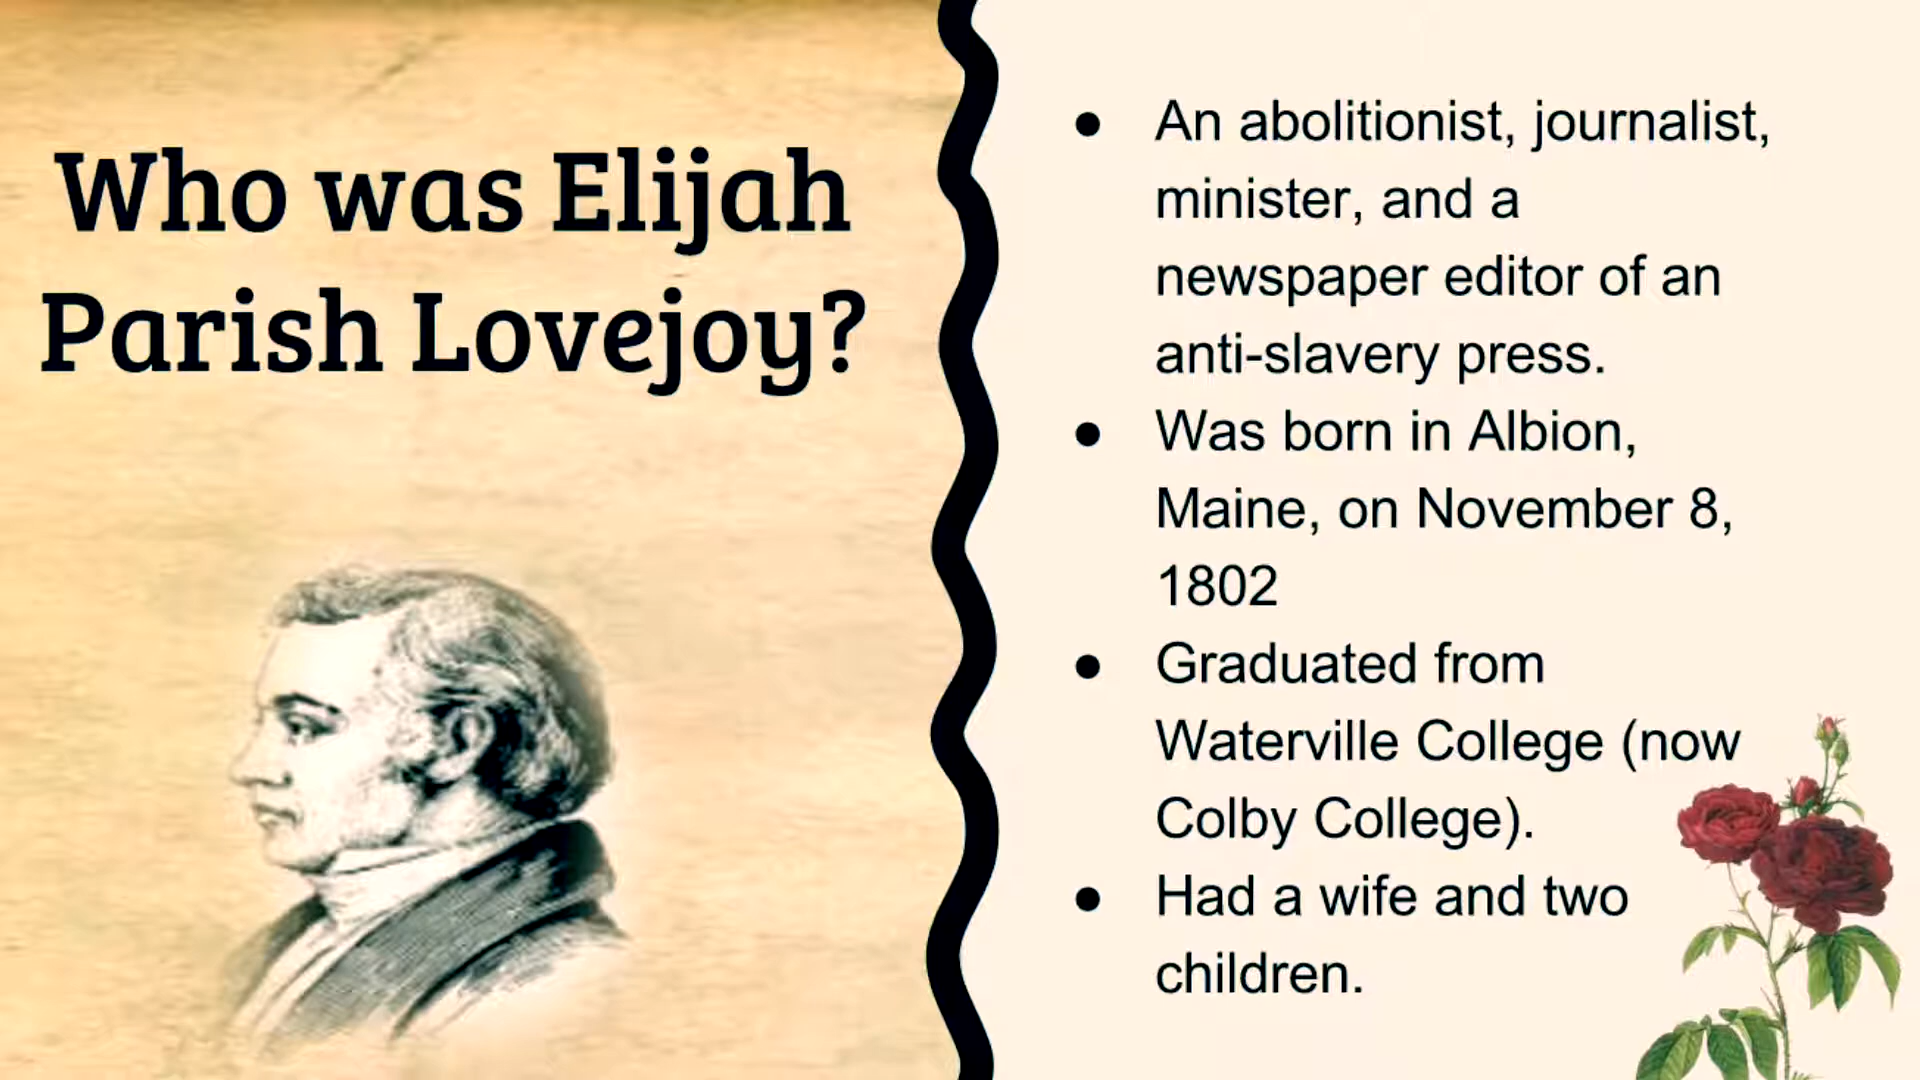 Who was Elijah
Parish Lovejoy?
● An abolitionist, journalist,
minister, and a
newspaper editor of an
anti-slavery press.
● Was born in Albion,
Maine, on November 8,
1802
● Graduated from
Waterville College (now
Colby College).
● Had a wife and two
children.